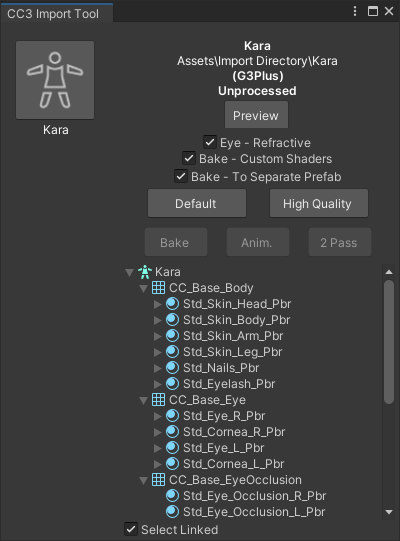 CC3 Import Tool
Kara
Kara
Assets\Import Directory\Kara
(G3Plus)
Unprocessed
Preview
Eye - Refractive
Bake - Custom Shaders
Bake - To Separate Prefab
Default
High Quality
Bake
Anim.
2 Pass
Kara
CC_Base_Body
Std_Skin_Head_Pbr
Std_Skin_Body_Pbr
Std_Skin_Arm_Pbr
Std_Skin_Leg_Pbr
Std_Nails_Pbr
Std_Eyelash_Pbr
CC_Base_Eye
Std_Eye_R_Pbr
Std_Cornea_R_Pbr
Std_Eye_L_Pbr
Std_Cornea_L_Pbr
CC_Base_EyeOcclusion
Std_Eye_Occlusion_R_Pbr
Std_Eye_Occlusion_L_Pbr
Select Linked